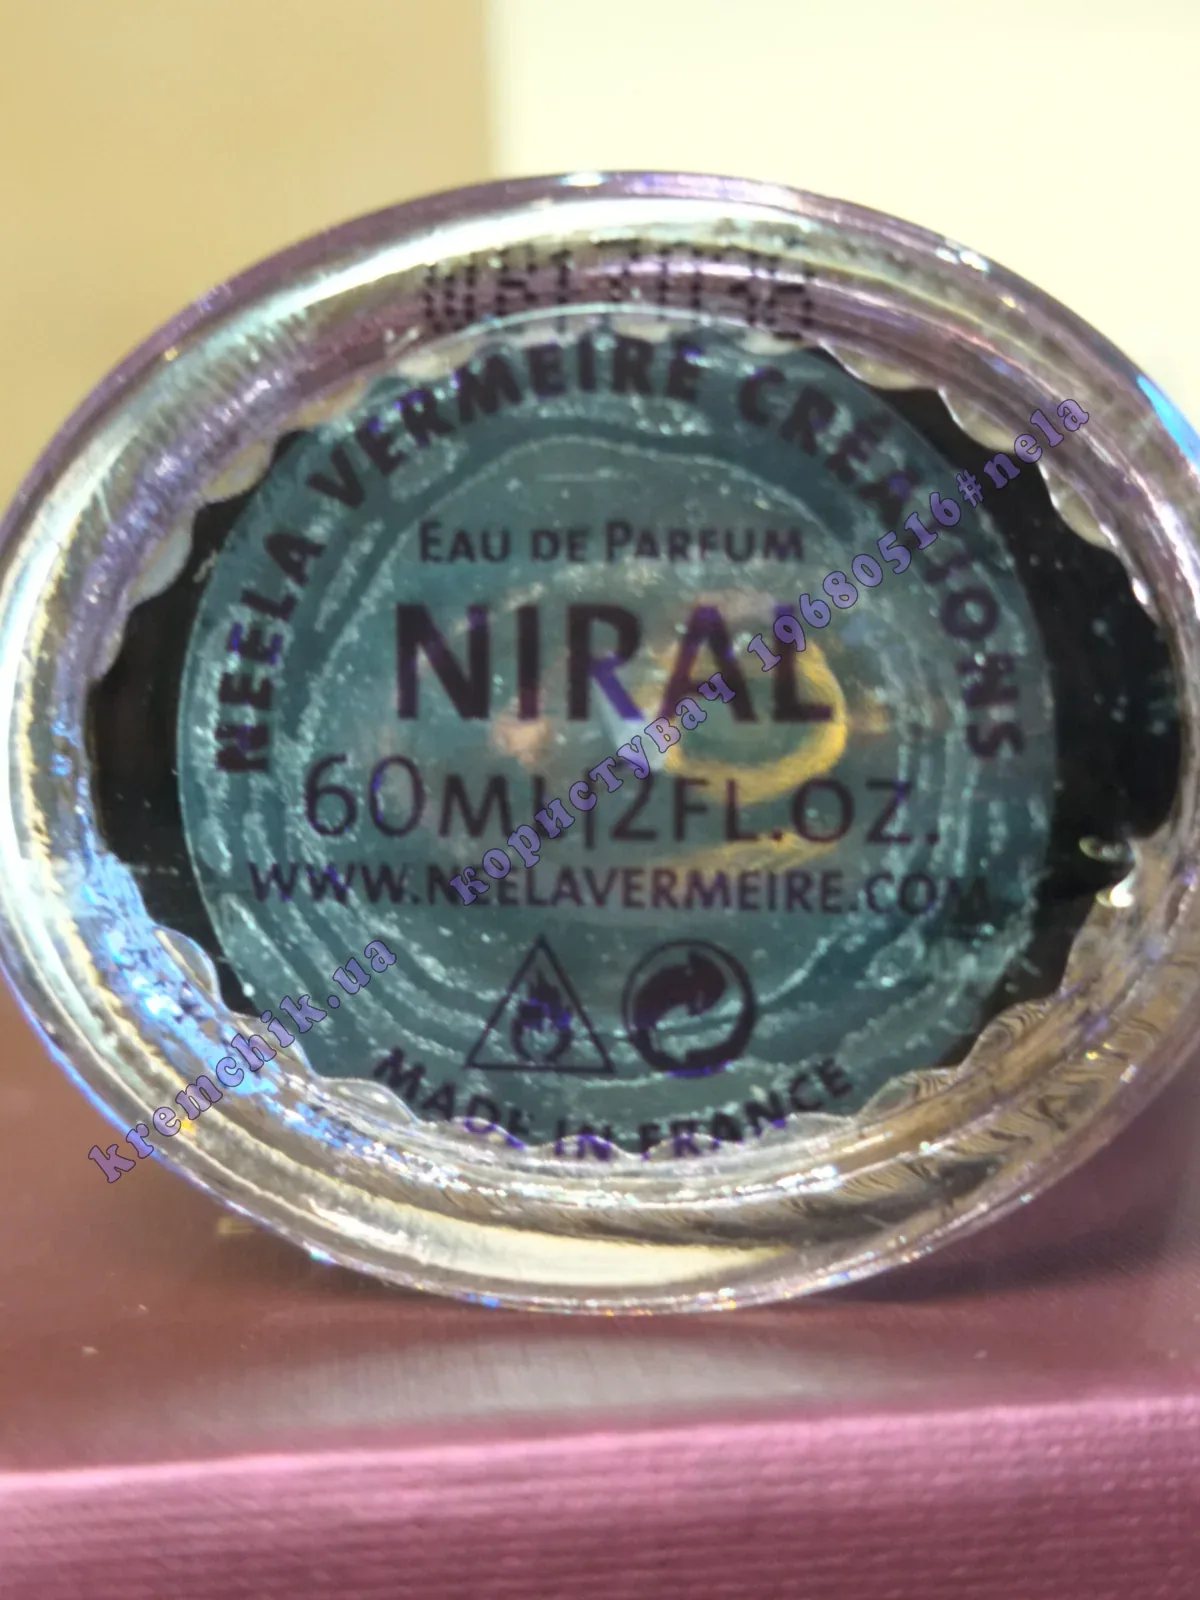 NEELA VERMEIRE CRÉATIONS
EAU DE PARFUM
NIRAL
60ML|2FL.OZ.
WWW.NEELAVERMEIRE.COM
MADE IN FRANCE
kremchik.ua користувач 19680516#nela